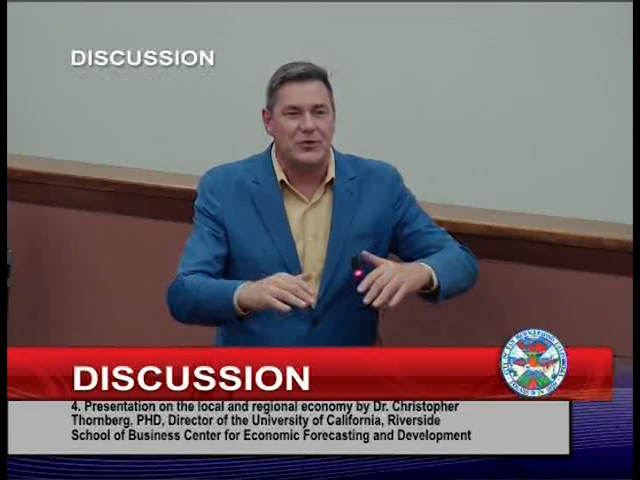 DISCUSSION
DISCUSSION
4. Presentation on the local and regional economy by Dr. Christopher
Thornberg, PHD, Director of the University of California, Riverside
School of Business Center for Economic Forecasting and Development